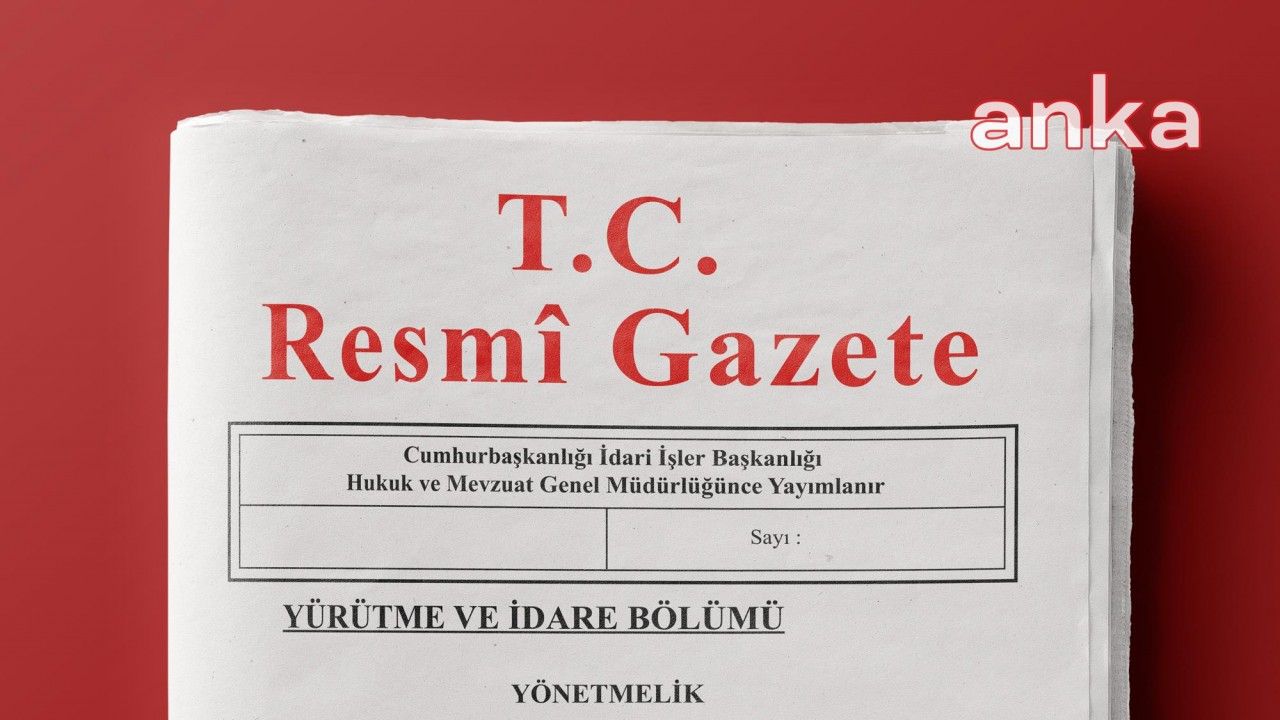 anka
T.C.
Resmî Gazete
Cumhurbaşkanlığı İdari İşler Başkanlığı
Hukuk ve Mevzuat Genel Müdürlüğünce Yayımlanır
Sayı :
YÜRÜTME VE İDARE BÖLÜMÜ
YÖNETMELİK